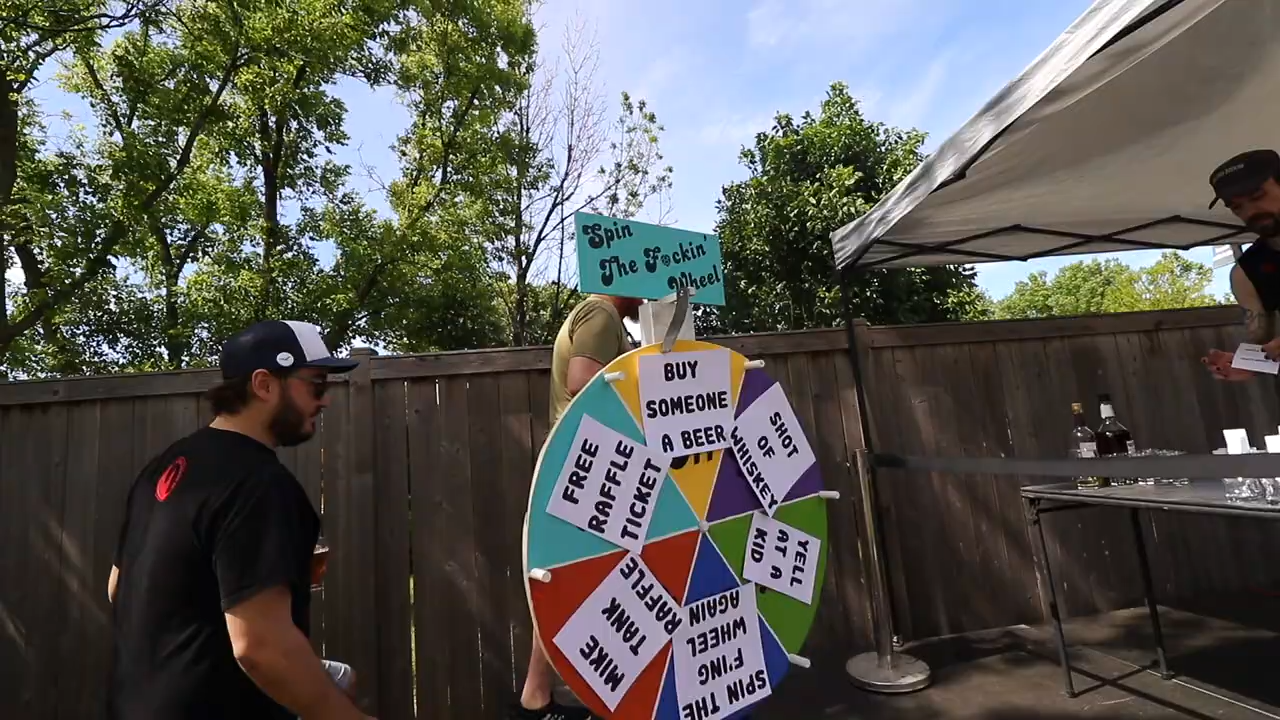 Spin
The F*ckin'
Wheel
BUY
SOMEONE
A BEER
SHOT
OF
WHISKEY
FREE
RAFFLE
TICKET
YELL
AT A
KID
MIKE
TANK
RAFFLE
SPIN THE
F'ING
WHEEL
AGAIN